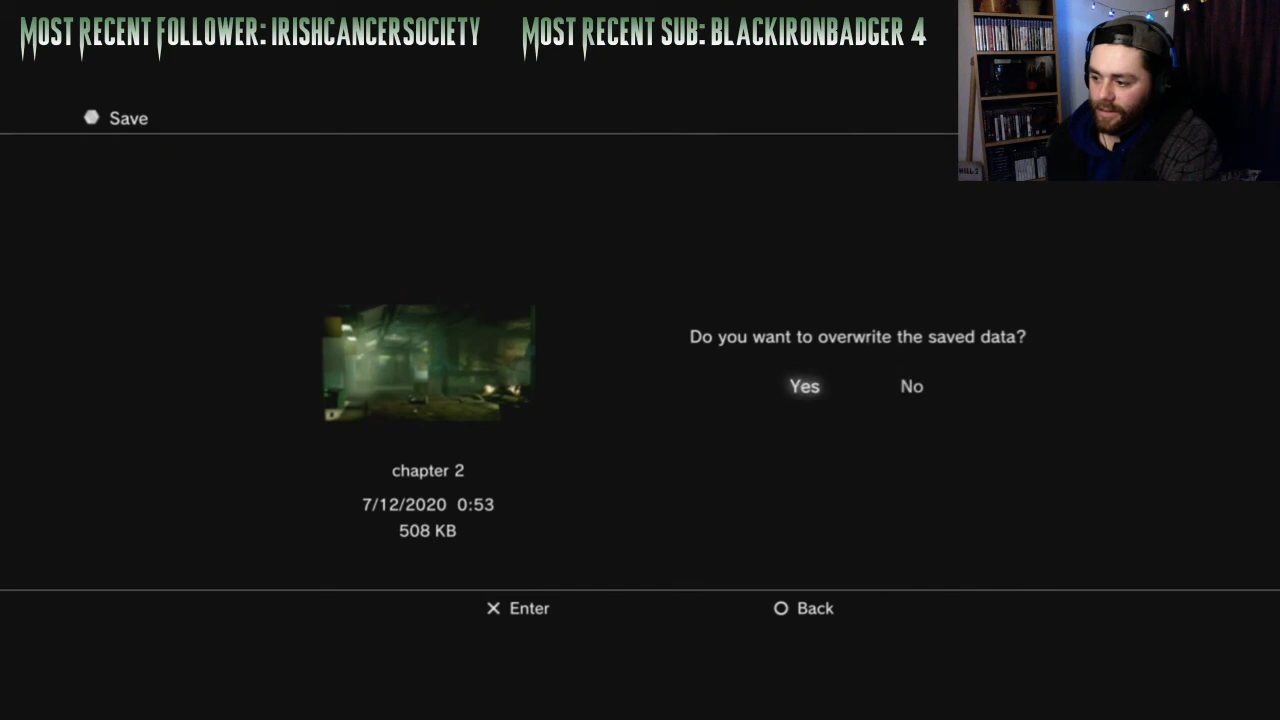 MOST RECENT FOLLOWER: IRISHCANCERSOCIETY
MOST RECENT SUB: BLACKIRONBADGER 4
Save
Do you want to overwrite the saved data?
Yes
No
chapter 2
7/12/2020 0:53
508 KB
Enter
Back